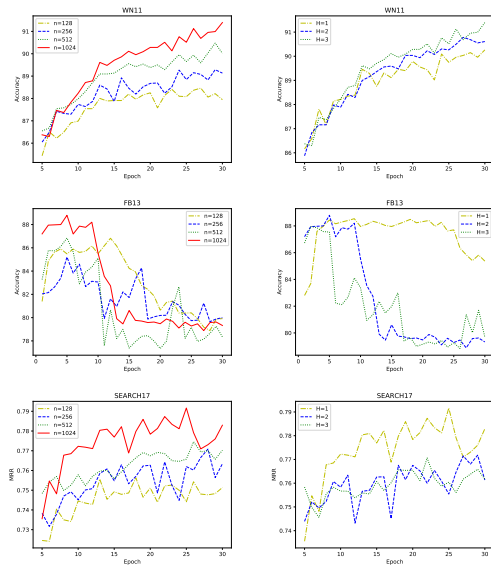 WN11
n=128
n=256
n=512
n=1024
91
90
89
88
87
86
Accuracy
5
10
15
20
25
30
Epoch
WN11
H=1
H=2
H=3
91
90
89
88
87
86
Accuracy
5
10
15
20
25
30
Epoch
FB13
n=128
n=256
n=512
n=1024
88
86
84
82
80
78
Accuracy
0
5
10
15
20
25
30
Epoch
FB13
H=1
H=2
H=3
88
86
84
82
80
Accuracy
0
5
10
15
20
25
30
Epoch
SEARCH17
n=128
n=256
n=512
n=1024
0.79
0.78
0.77
0.76
0.75
0.74
0.73
MRR
5
10
15
20
25
30
Epoch
SEARCH17
H=1
H=2
H=3
0.79
0.78
0.77
0.76
0.75
0.74
MRR
5
10
15
20
25
30
Epoch